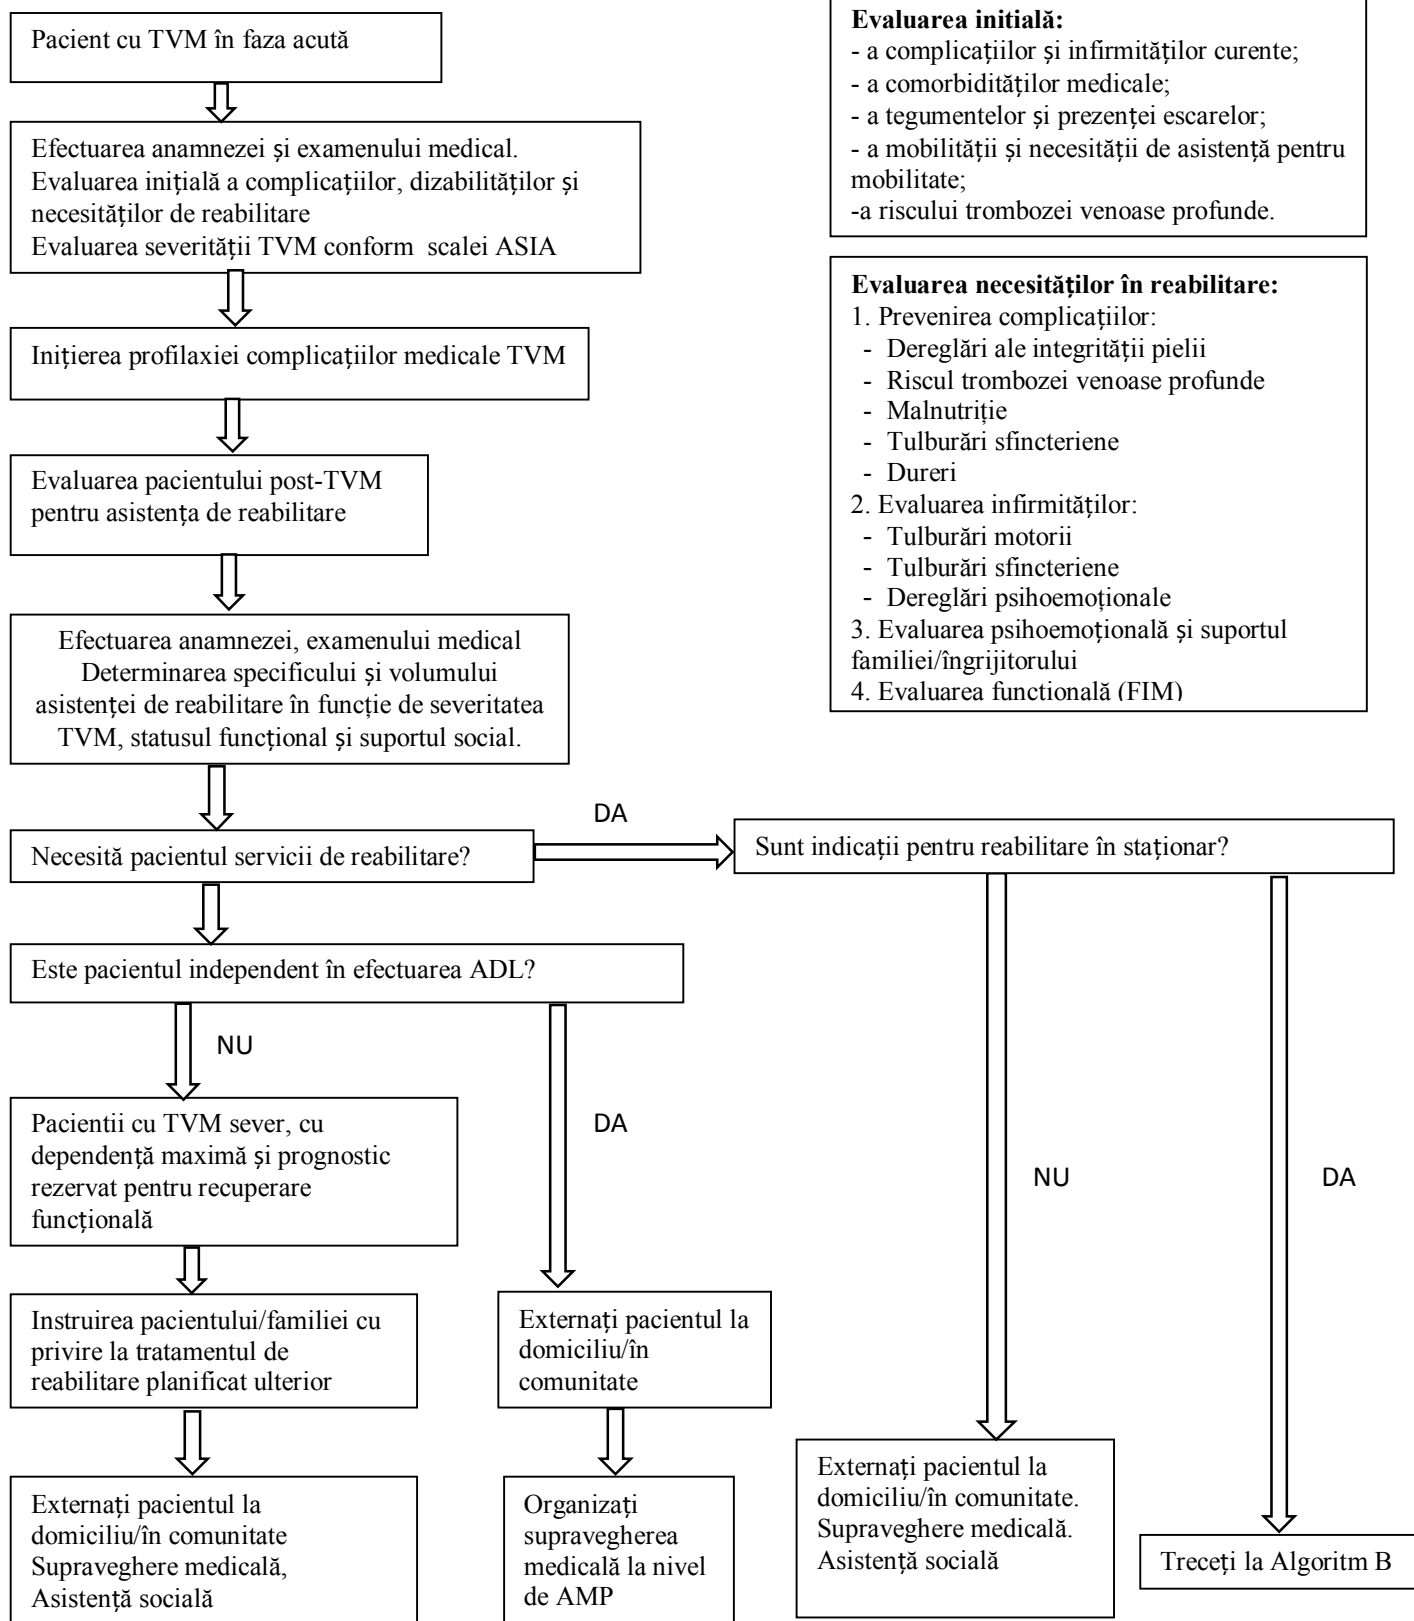 Pacient cu TVM în faza acută
Efectuarea anamnezei și examenului medical.
Evaluarea inițială a complicațiilor, dizabilităților și
necesităților de reabilitare
Evaluarea severității TVM conform  scalei ASIA
Inițierea profilaxiei complicațiilor medicale TVM
Evaluarea pacientului post-TVM
pentru asistența de reabilitare
Efectuarea anamnezei, examenului medical
Determinarea specificului și volumului
asistenței de reabilitare în funcție de severitatea
TVM, statusul funcțional și suportul social.
Evaluarea initială:
- a complicațiilor și infirmităților curente;
- a comorbidităților medicale;
- a tegumentelor și prezenței escarelor;
- a mobilității și necesității de asistență pentru
mobilitate;
-a riscului trombozei venoase profunde.
Evaluarea necesităților în reabilitare:
1. Prevenirea complicațiilor:
- Dereglări ale integrității pielii
- Riscul trombozei venoase profunde
- Malnutriție
- Tulburări sfincteriene
- Dureri
2. Evaluarea infirmităților:
- Tulburări motorii
- Tulburări sfincteriene
- Dereglări psihoemoționale
3. Evaluarea psihoemoțională și suportul
familiei/îngrijitorului
4. Evaluarea functională (FIM)
Necesită pacientul servicii de reabilitare?
DA
Sunt indicații pentru reabilitare în staționar?
Este pacientul independent în efectuarea ADL?
NU
DA
NU
DA
Pacientii cu TVM sever, cu
dependență maximă și prognostic
rezervat pentru recuperare
funcțională
Instruirea pacientului/familiei cu
privire la tratamentul de
reabilitare planificat ulterior
Externați pacientul la
domiciliu/în comunitate
Supraveghere medicală,
Asistență socială
Externați pacientul la
domiciliu/în
comunitate
Organizați
supravegherea
medicală la nivel
de AMP
Externați pacientul la
domiciliu/în comunitate.
Supraveghere medicală.
Asistență socială
Treceți la Algoritm B